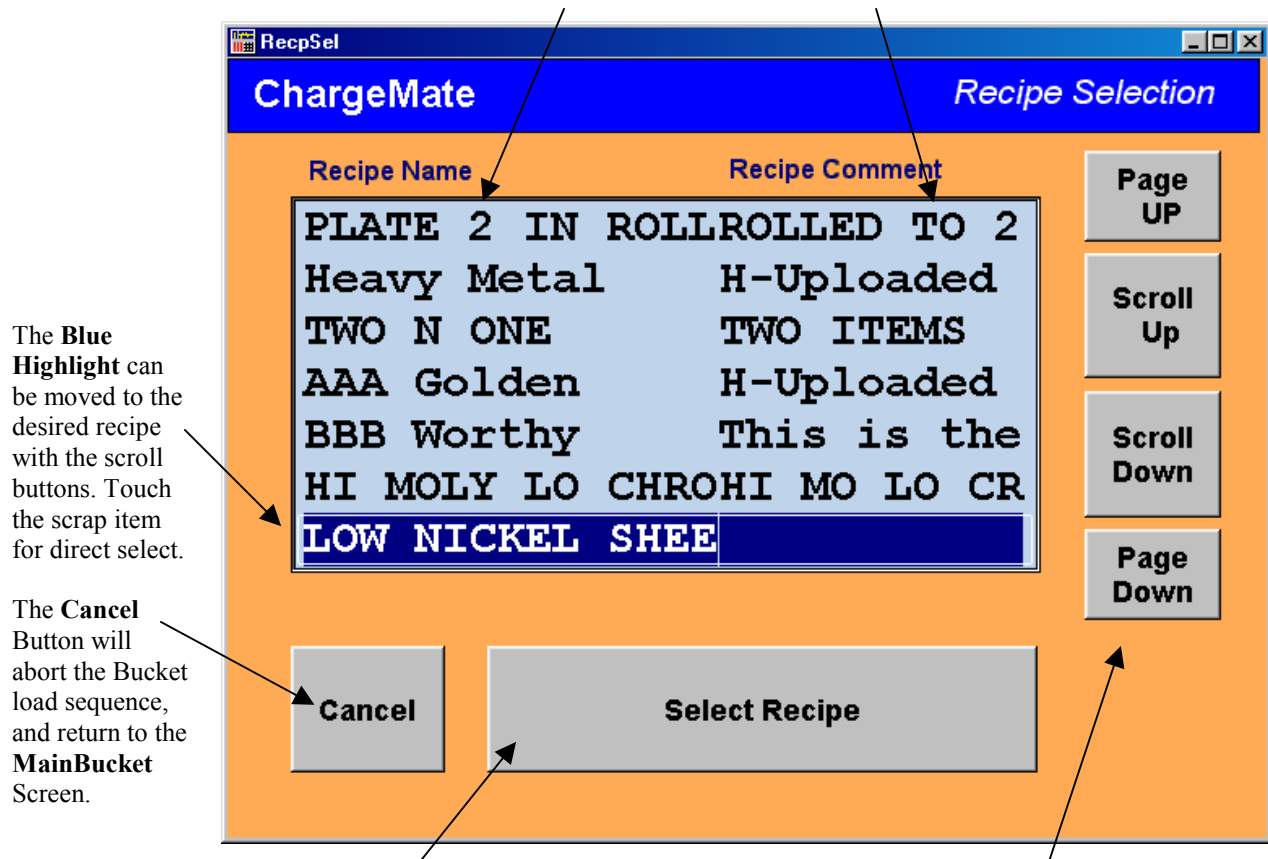 RecpSel
ChargeMate Recipe Selection
Recipe Name Recipe Comment
PLATE 2 IN ROLLROLLED TO 2
Heavy Metal H-Uploaded
TWO N ONE TWO ITEMS
AAA Golden H-Uploaded
BBB Worthy This is the
HI MOLY LO CHROHI MO LO CR
LOW NICKEL SHEE
Page
UP
Scroll
Up
Scroll
Down
Page
Down
Cancel
Select Recipe
The Blue
Highlight can
be moved to the
desired recipe
with the scroll
buttons. Touch
the scrap item
for direct select.
The Cancel
Button will
abort the Bucket
load sequence,
and return to the
MainBucket
Screen.